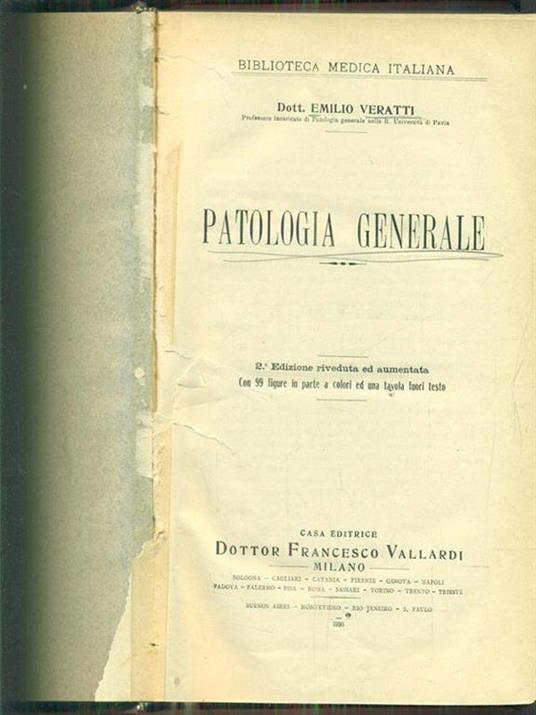 BIBLIOTECA MEDICA ITALIANA
Dott. EMILIO VERATTI
Professore Incaricato di Patologia generale nella R. Università di Pavia
PATOLOGIA GENERALE
2.ª Edizione riveduta ed aumentata
Con 99 figure in parte a colori ed una tavola fuori testo
CASA EDITRICE
DOTTOR FRANCESCO VALLARDI
MILANO
BOLOGNA - CAGLIARI - CATANIA - FIRENZE - GENOVA - NAPOLI
PADOVA - PALERMO - PISA - ROMA - SASSARI - TORINO - TRENTO - TRIESTE
BUENOS AIRES - MONTEVIDEO - RIO JANEIRO - S. PAULO